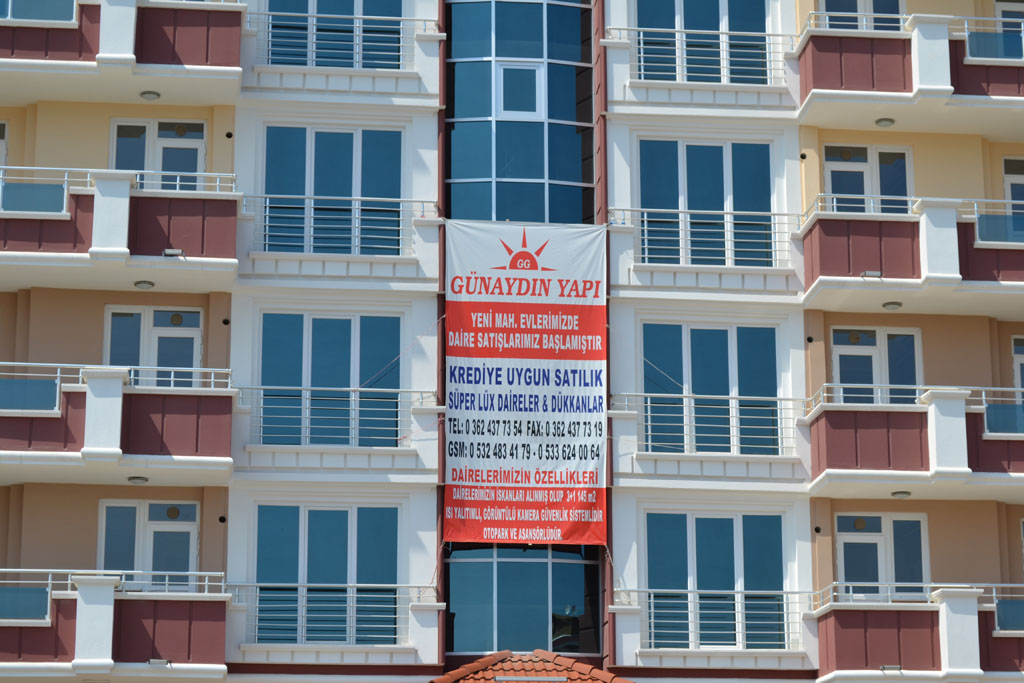 GG
GÜNAYDIN YAPI
YENİ MAH. EVLERİMİZDE
DAİRE SATIŞLARIMIZ BAŞLAMIŞTIR
KREDİYE UYGUN SATILIK
SÜPER LÜX DAİRELER & DÜKKANLAR
TEL: 0 362 437 73 54 FAX: 0 362 437 73 19
GSM: 0 532 483 41 79 - 0 533 624 00 64
DAİRELERİMİZİN ÖZELLİKLERİ
DAİRELERİMİZİN İSKANLARI ALINMIŞ OLUP 3+1 145 m2
ISI YALITIMLI, GÖRÜNTÜLÜ KAMERA GÜVENLİK SİSTEMLİDİR
OTOPARK VE ASANSÖRLÜDÜR.